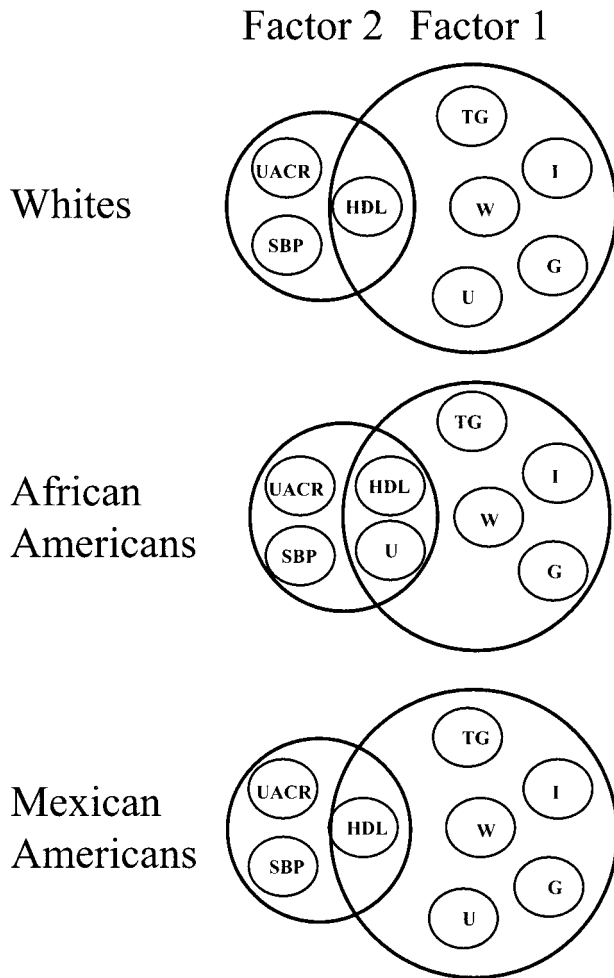 Factor 2 Factor 1
Whites
UACR
SBP
HDL
TG
I
W
G
U
African
Americans
UACR
SBP
HDL
U
TG
I
W
G
Mexican
Americans
UACR
SBP
HDL
TG
I
W
G
U